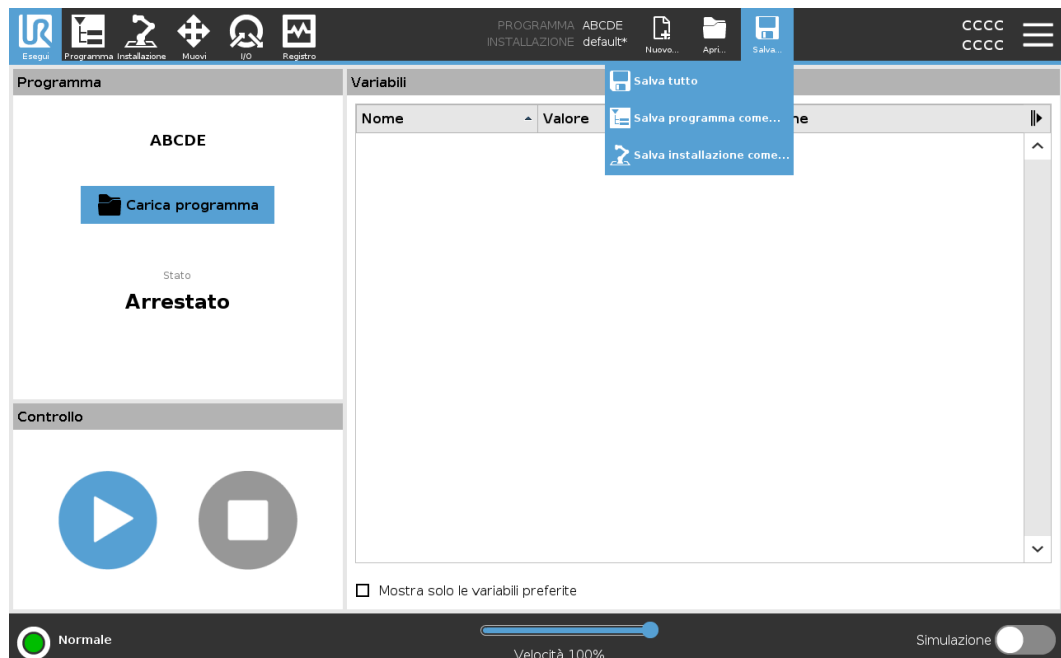 PROGRAMMA ABCDE
INSTALLAZIONE default*
CCCC
CCCC
Esegui Programma Installazione Muovi I/O Registro Nuovo... Apri... Salva...
Salva tutto
Salva programma come...
Salva installazione come...
Programma
ABCDE
Carica programma
Stato
Arrestato
Controllo
Variabili
Nome Valore ne
Mostra solo le variabili preferite
Normale
Velocità 100%
Simulazione